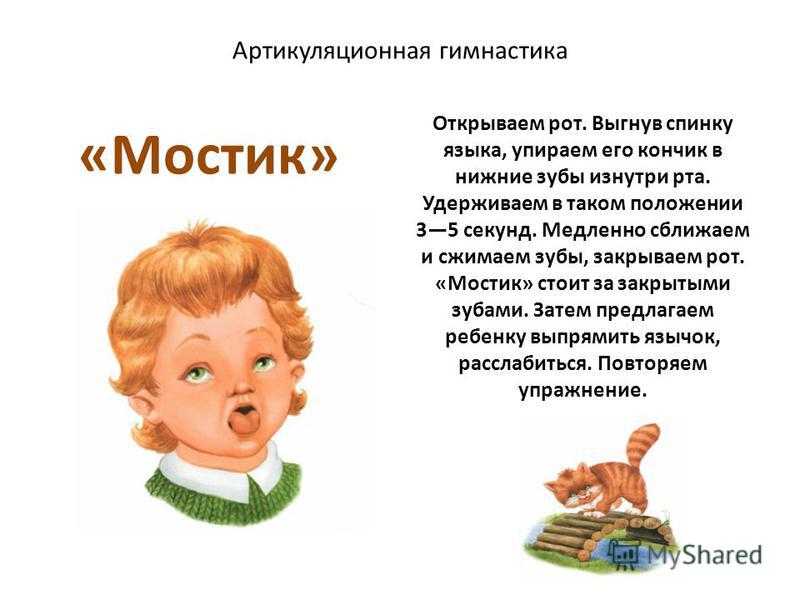 Артикуляционная гимнастика
«Мостик»
Открываем рот. Выгнув спинку
языка, упираем его кончик в
нижние зубы изнутри рта.
Удерживаем в таком положении
3—5 секунд. Медленно сближаем
и сжимаем зубы, закрываем рот.
«Мостик» стоит за закрытыми
зубами. Затем предлагаем
ребенку выпрямить язычок,
расслабиться. Повторяем
упражнение.
MyShared